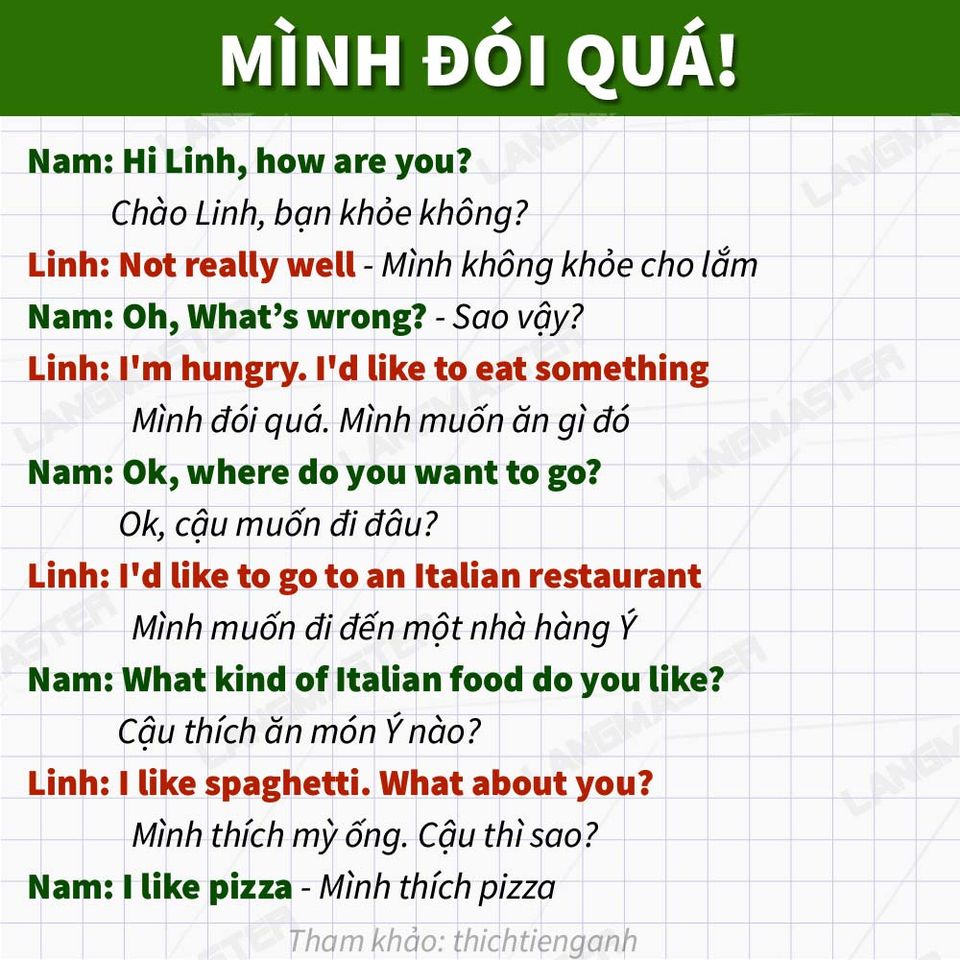 MÌNH ĐÓI QUÁ!
Nam: Hi Linh, how are you?
Chào Linh, bạn khỏe không?
Linh: Not really well - Mình không khỏe cho lắm
Nam: Oh, What’s wrong? - Sao vậy?
Linh: I'm hungry. I'd like to eat something
Mình đói quá. Mình muốn ăn gì đó
Nam: Ok, where do you want to go?
Ok, cậu muốn đi đâu?
Linh: I'd like to go to an Italian restaurant
Mình muốn đi đến một nhà hàng Ý
Nam: What kind of Italian food do you like?
Cậu thích ăn món Ý nào?
Linh: I like spaghetti. What about you?
Mình thích mỳ ống. Cậu thì sao?
Nam: I like pizza - Mình thích pizza
Tham khảo: thichtienganh
LANGMASTER